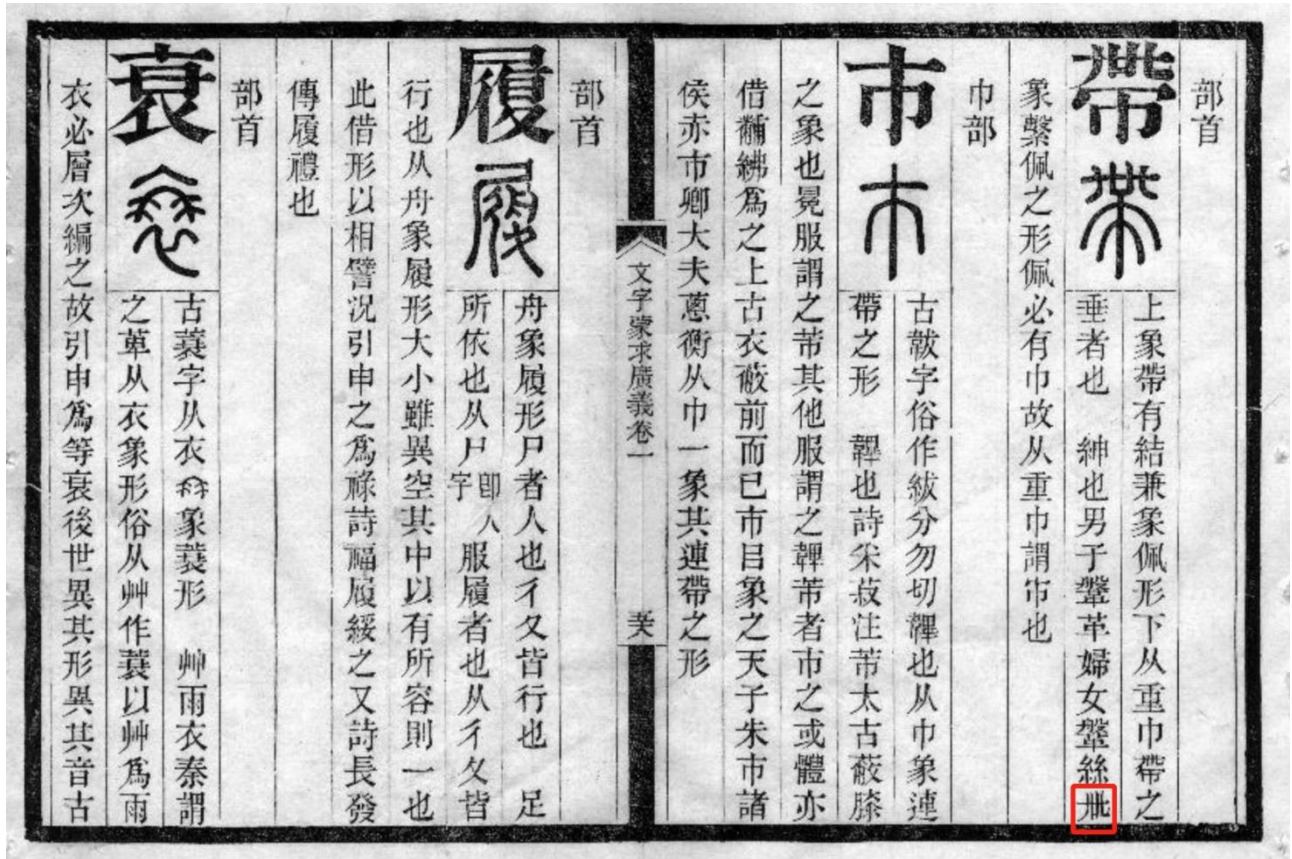 部首
帶
上象帶有結兼象佩形下从重巾帶之
垂者也　紳也男子鞶革婦女鞶絲
象繫佩之形佩必有巾故从重巾謂帀也
巾部
巿
古韍字俗作紱分勿切韠也从巾象連
帶之形　韠也詩采菽注芾太古蔽膝
之象也冕服謂之芾其他服謂之韠芾者巿之或體亦
借黼紼爲之上古衣蔽前而已巿㠯象之天子朱巿諸
侯赤巿卿大夫蔥衡从巾一象其連帶之形
文字蒙求廣義卷一
五六
部首
履
舟象履形尸者人也彳夊皆行也　足
所依也从尸卽人字服履者也从彳夊皆
行也从舟象履形大小雖異空其中以有所容則一也
此借形以相譬況引申之爲祿詩福履綏之又詩長發
傳履禮也
部首
衰
古蓑字从衣𠈌象蓑形　艸雨衣秦謂
之萆从衣象形俗从艸作蓑以艸爲雨
衣必層次編之故引申爲等衰後世異其形異其音古